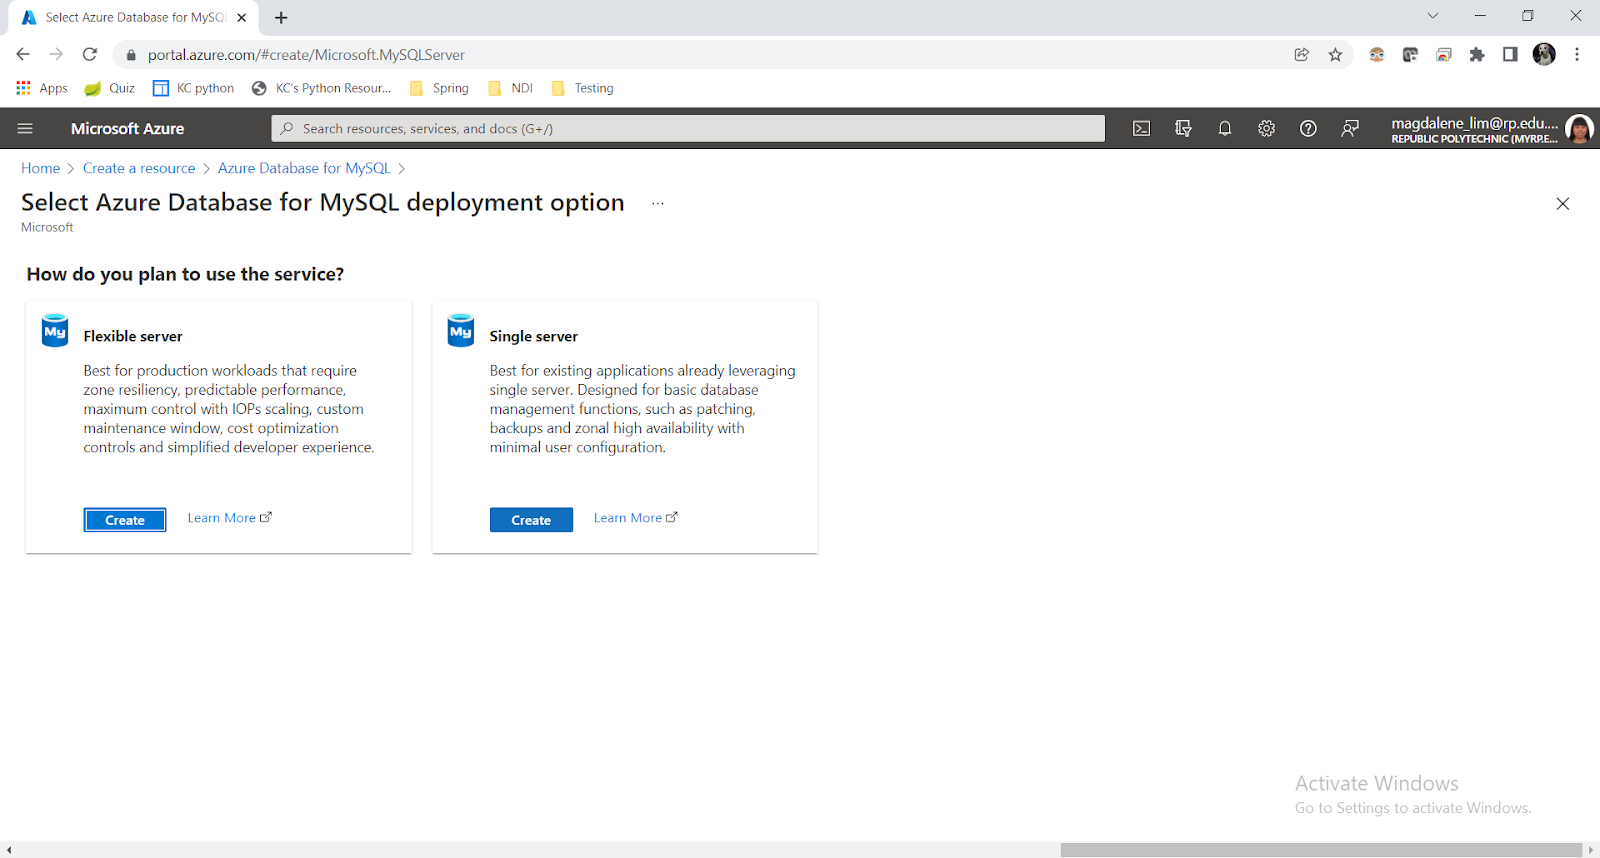 Select Azure Database for MySQL
portal.azure.com/#create/Microsoft.MySQLServer
Apps Quiz KC python KC's Python Resour... Spring NDI Testing
Microsoft Azure
Search resources, services, and docs (G+/)
magdalene_lim@rp.edu....
REPUBLIC POLYTECHNIC (MYRP.E...
Home > Create a resource > Azure Database for MySQL >
Select Azure Database for MySQL deployment option ...
Microsoft
How do you plan to use the service?
My
Flexible server
Best for production workloads that require
zone resiliency, predictable performance,
maximum control with IOPs scaling, custom
maintenance window, cost optimization
controls and simplified developer experience.
Create Learn More
My
Single server
Best for existing applications already leveraging
single server. Designed for basic database
management functions, such as patching,
backups and zonal high availability with
minimal user configuration.
Create Learn More
Activate Windows
Go to Settings to activate Windows.